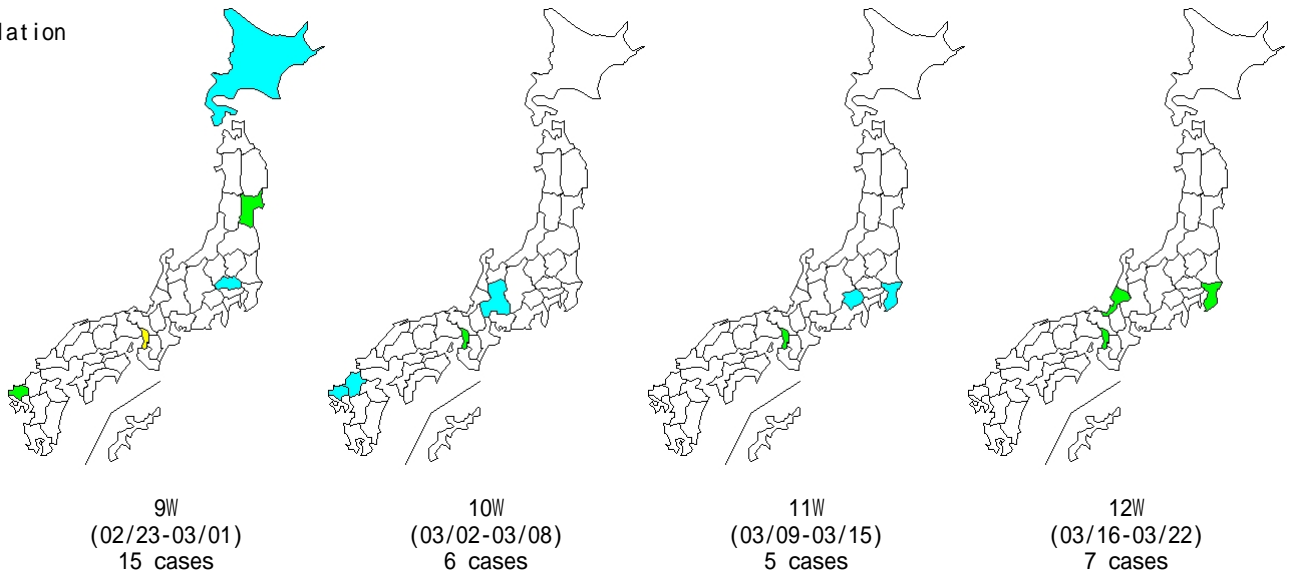 lation
9W
(02/23-03/01)
15 cases
10W
(03/02-03/08)
6 cases
11W
(03/09-03/15)
5 cases
12W
(03/16-03/22)
7 cases